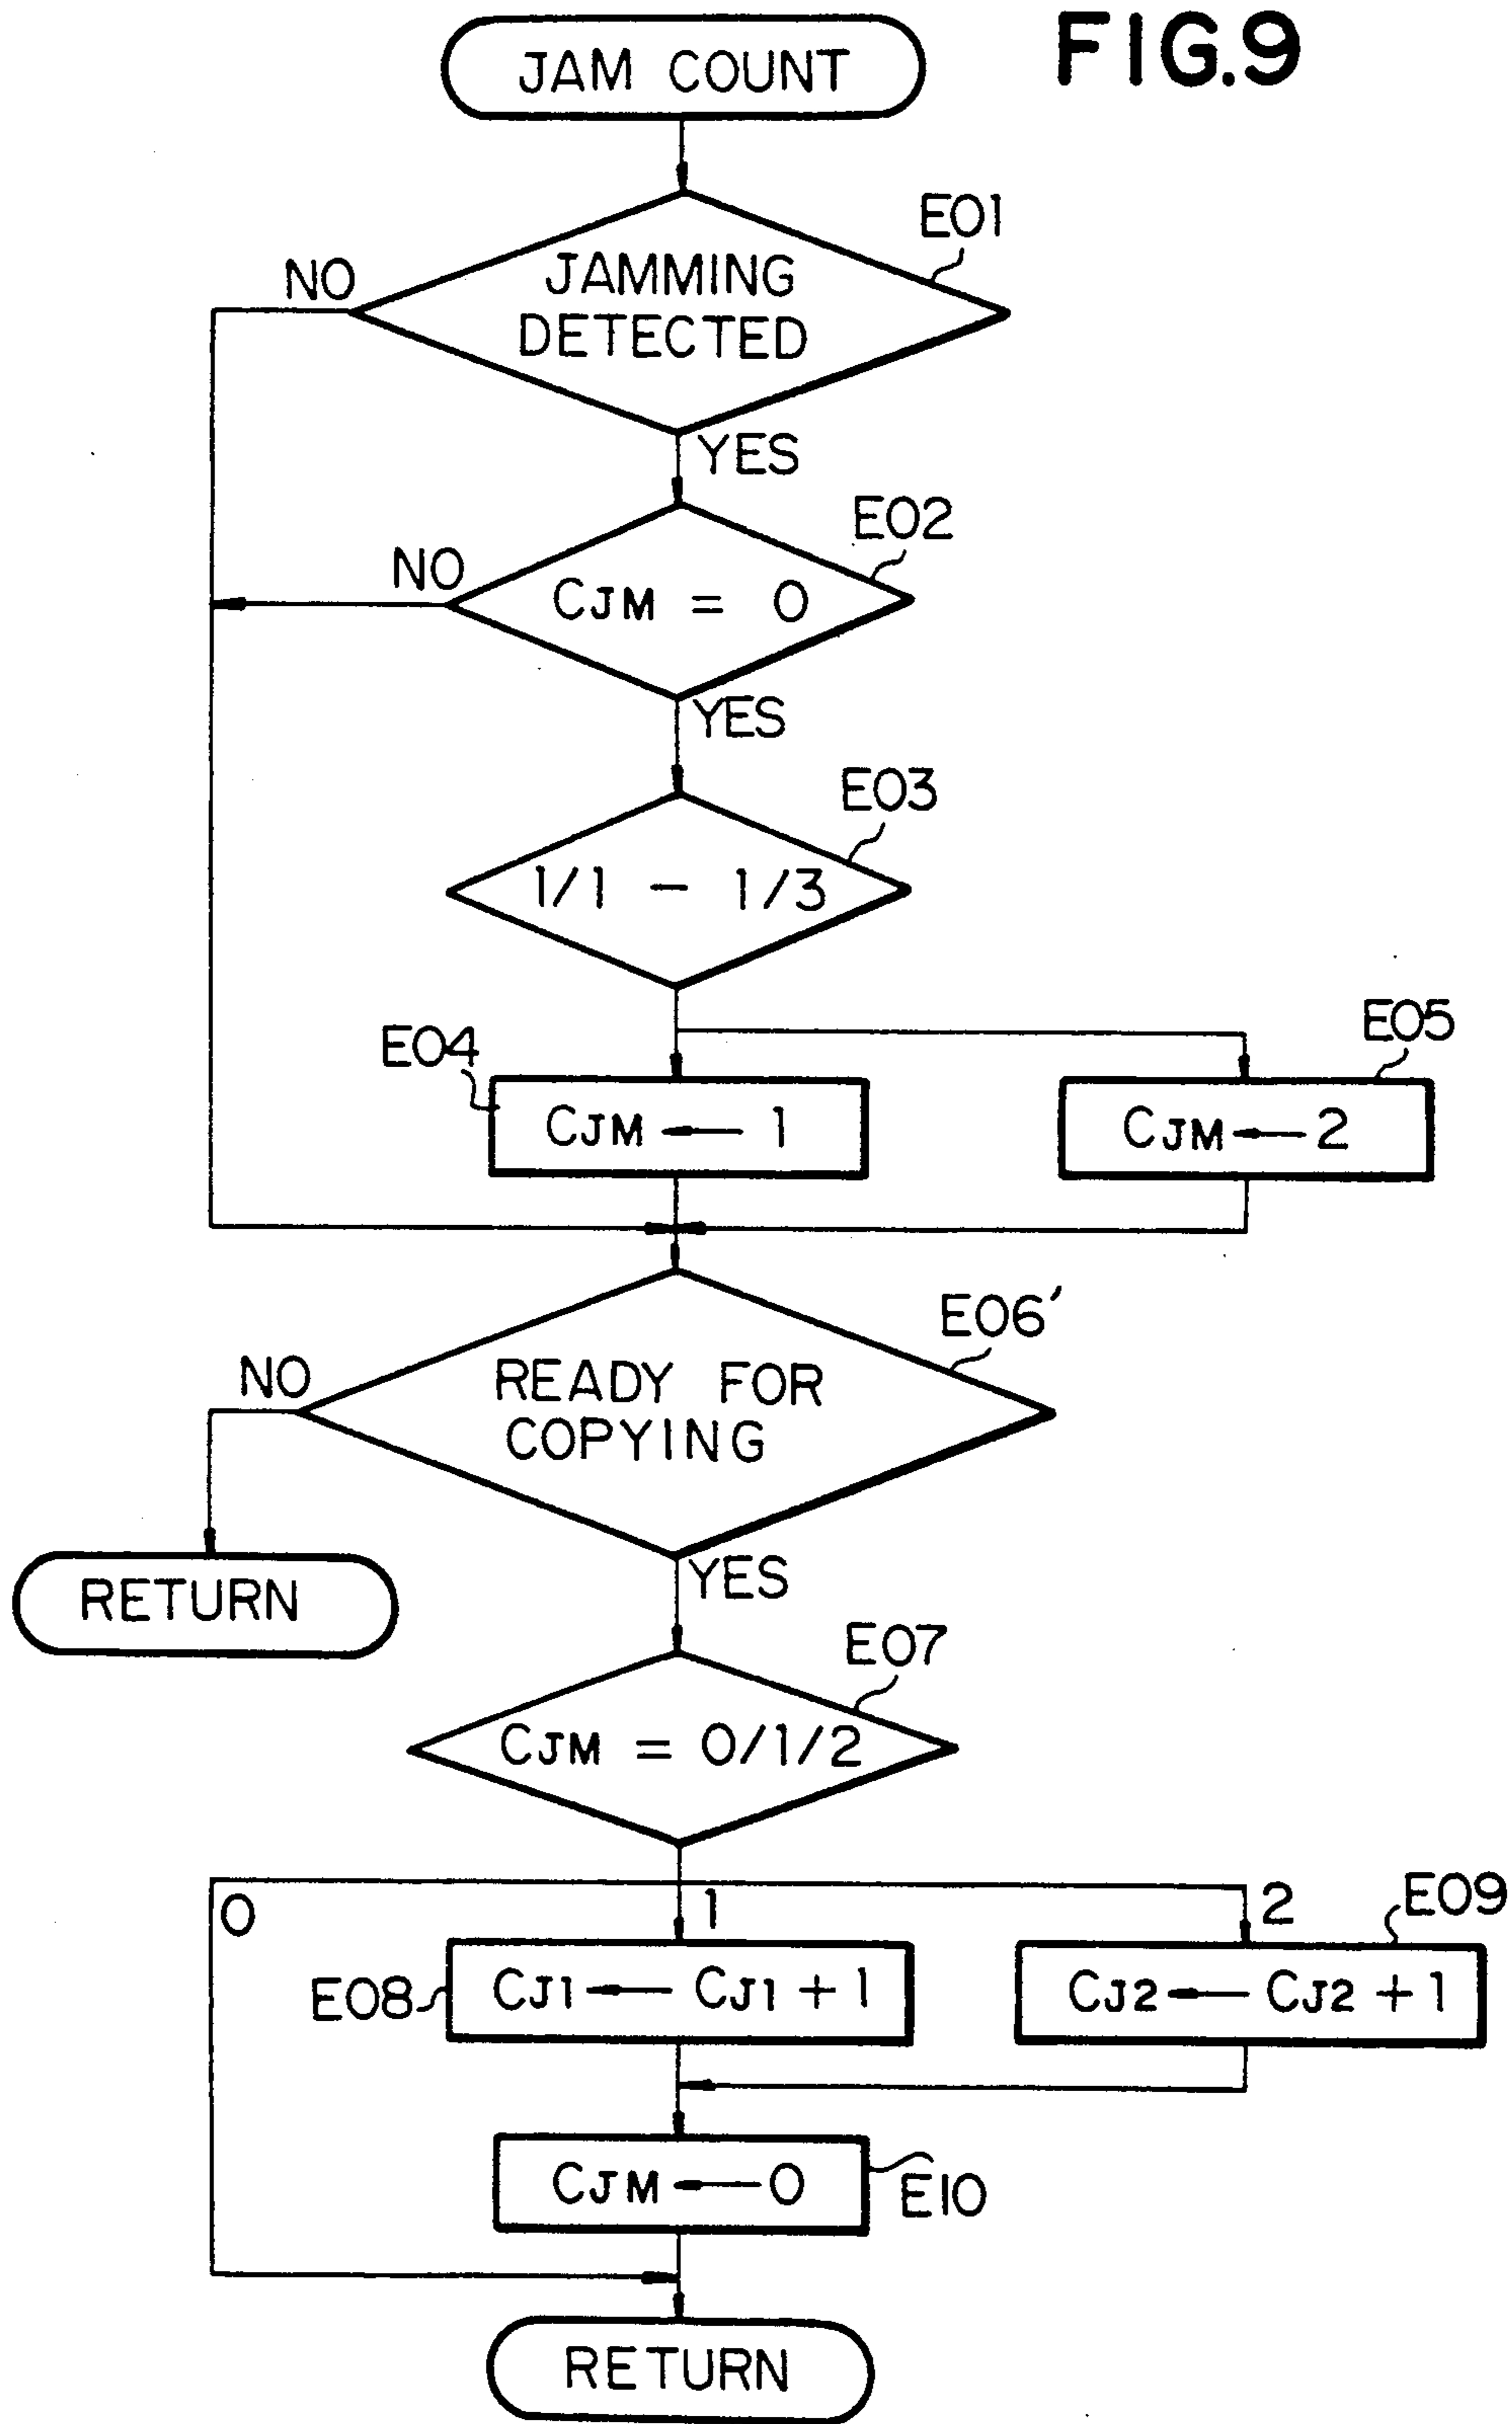 FIG.9
JAM COUNT
E01
NO
JAMMING
DETECTED
YES
E02
NO
CJM = 0
YES
E03
1/1 - 1/3
E04
E05
CJM ← 1
CJM ← 2
E06'
NO
READY FOR
COPYING
RETURN
YES
E07
CJM = 0/1/2
0
1
2
E09
E08
CJ1 ← CJ1 + 1
CJ2 ← CJ2 + 1
CJM ← 0
E10
RETURN